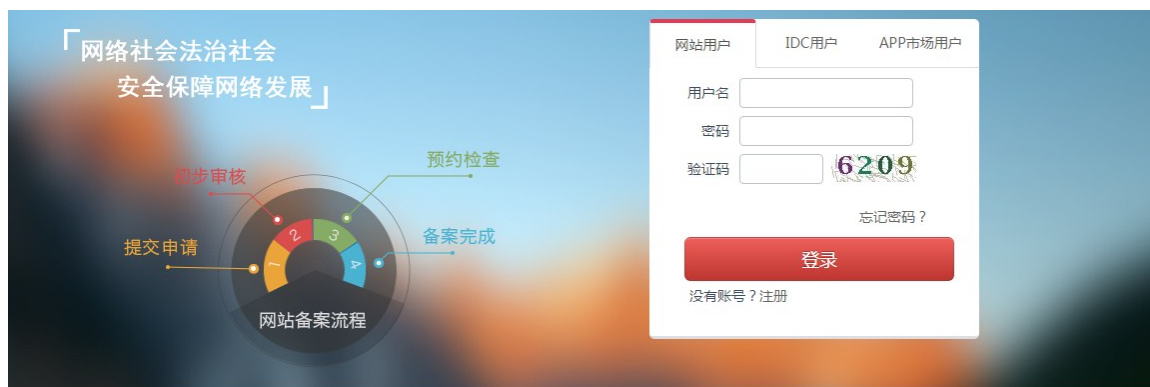 网络社会法治社会
安全保障网络发展
预约检查
初步审核
备案完成
提交申请
1
2
3
4
网站备案流程
网站用户
IDC用户
APP市场用户
用户名
密码
验证码
6209
忘记密码？
登录
没有账号？注册